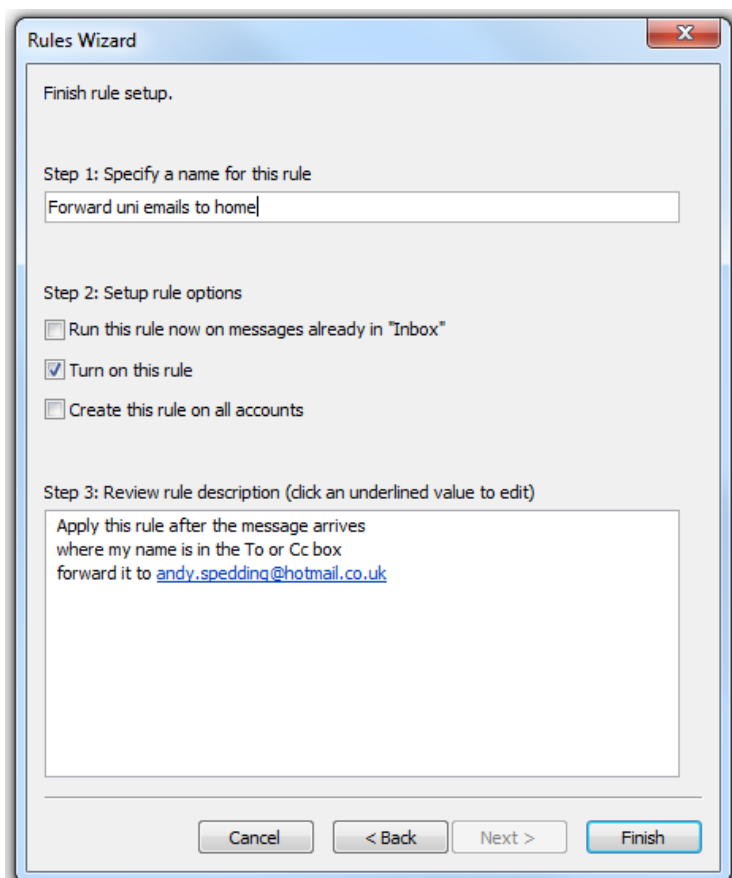 Rules Wizard
Finish rule setup.
Step 1: Specify a name for this rule
Forward uni emails to home
Step 2: Setup rule options
Run this rule now on messages already in "Inbox"
Turn on this rule
Create this rule on all accounts
Step 3: Review rule description (click an underlined value to edit)
Apply this rule after the message arrives
where my name is in the To or Cc box
forward it to andy.spedding@hotmail.co.uk
Cancel < Back Next > Finish